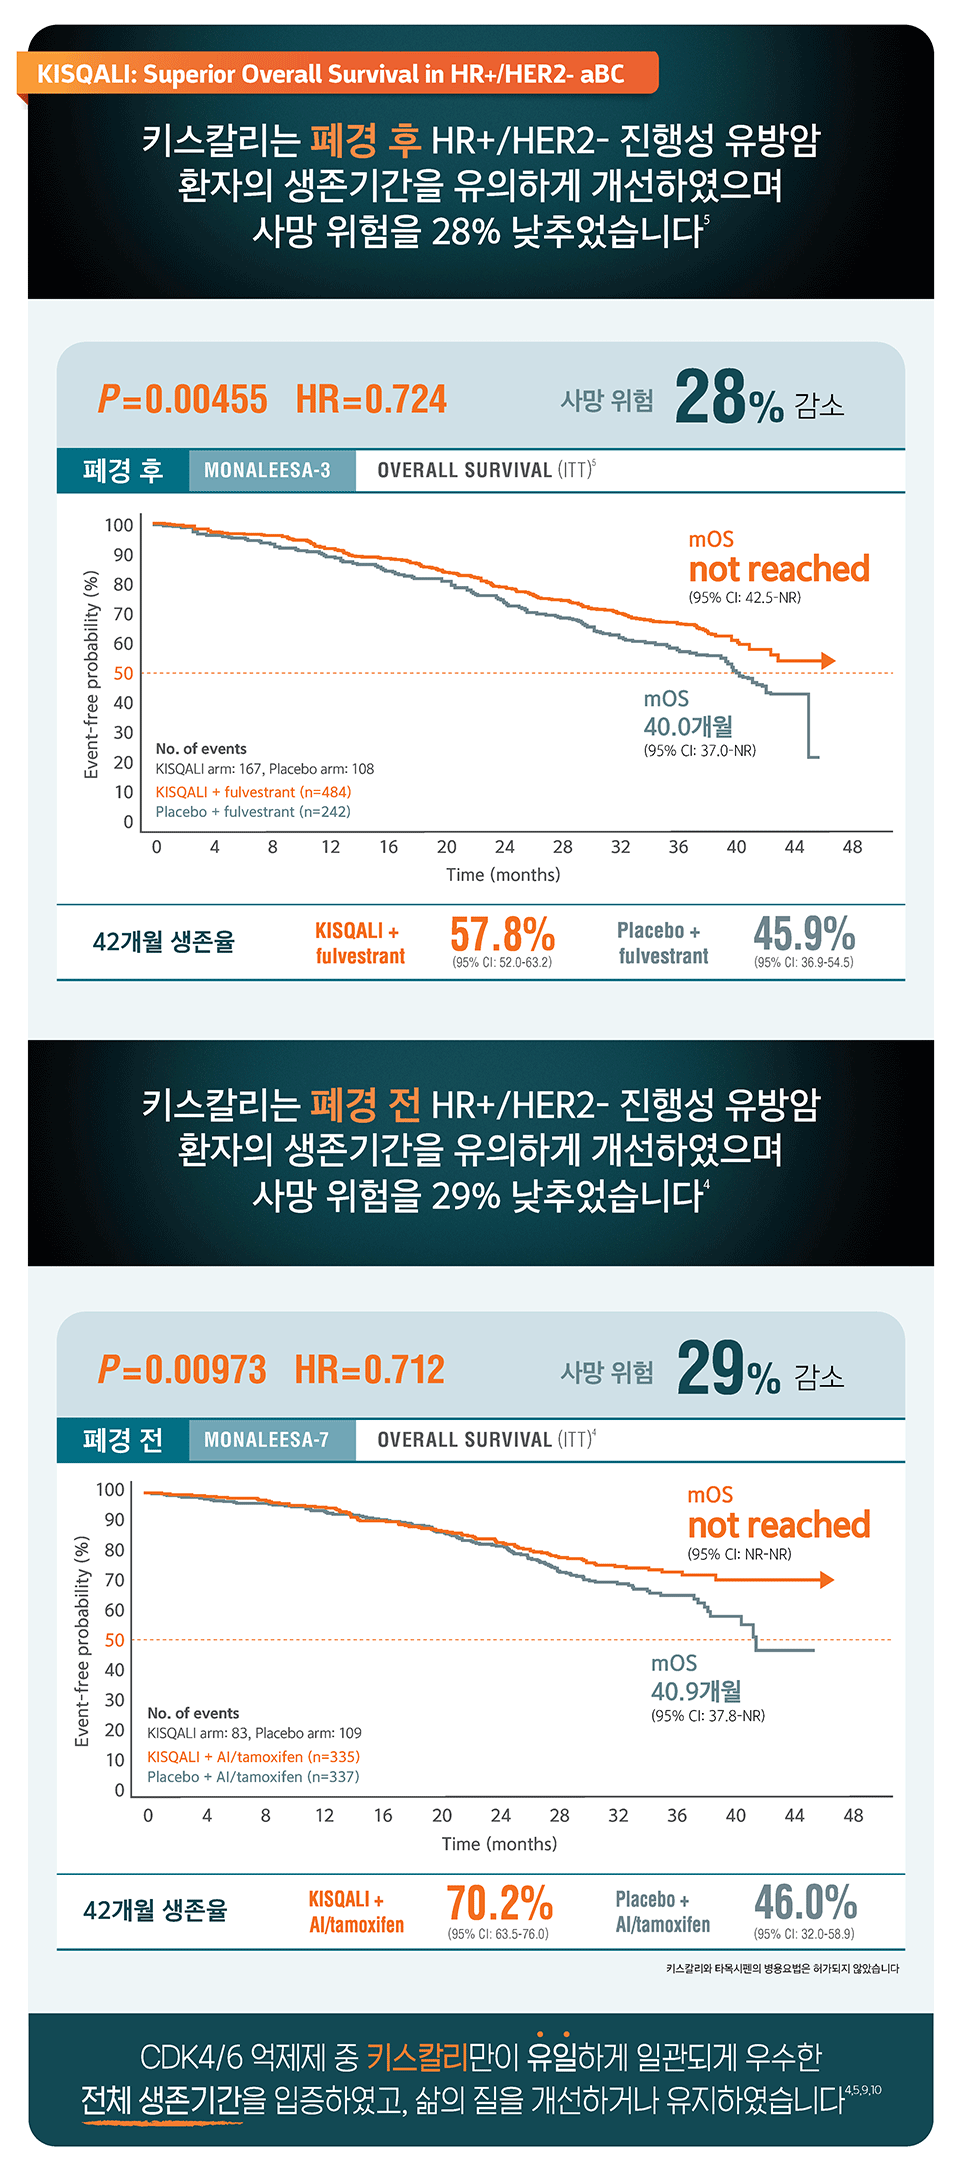 KISQALI: Superior Overall Survival in HR+/HER2- aBC
키스칼리는 폐경 후 HR+/HER2- 진행성 유방암
환자의 생존기간을 유의하게 개선하였으며
사망 위험을 28% 낮추었습니다5
P=0.00455 HR=0.724 사망 위험 28% 감소
폐경 후 MONALEESA-3 OVERALL SURVIVAL (ITT)5
Event-free probability (%)
100
90
80
70
60
50
40
30
20
10
0
mOS
not reached
(95% CI: 42.5-NR)
mOS
40.0개월
(95% CI: 37.0-NR)
No. of events
KISQALI arm: 167, Placebo arm: 108
KISQALI + fulvestrant (n=484)
Placebo + fulvestrant (n=242)
0 4 8 12 16 20 24 28 32 36 40 44 48
Time (months)
42개월 생존율
KISQALI +
fulvestrant
57.8%
(95% CI: 52.0-63.2)
Placebo +
fulvestrant
45.9%
(95% CI: 36.9-54.5)
키스칼리는 폐경 전 HR+/HER2- 진행성 유방암
환자의 생존기간을 유의하게 개선하였으며
사망 위험을 29% 낮추었습니다4
P=0.00973 HR=0.712 사망 위험 29% 감소
폐경 전 MONALEESA-7 OVERALL SURVIVAL (ITT)4
Event-free probability (%)
100
90
80
70
60
50
40
30
20
10
0
mOS
not reached
(95% CI: NR-NR)
mOS
40.9개월
(95% CI: 37.8-NR)
No. of events
KISQALI arm: 83, Placebo arm: 109
KISQALI + AI/tamoxifen (n=335)
Placebo + AI/tamoxifen (n=337)
0 4 8 12 16 20 24 28 32 36 40 44 48
Time (months)
42개월 생존율
KISQALI +
AI/tamoxifen
70.2%
(95% CI: 63.5-76.0)
Placebo +
AI/tamoxifen
46.0%
(95% CI: 32.0-58.9)
키스칼리와 타목시펜의 병용요법은 허가되지 않았습니다
CDK4/6 억제제 중 키스칼리만이 유일하게 일관되게 우수한
전체 생존기간을 입증하였고, 삶의 질을 개선하거나 유지하였습니다4,5,9,10